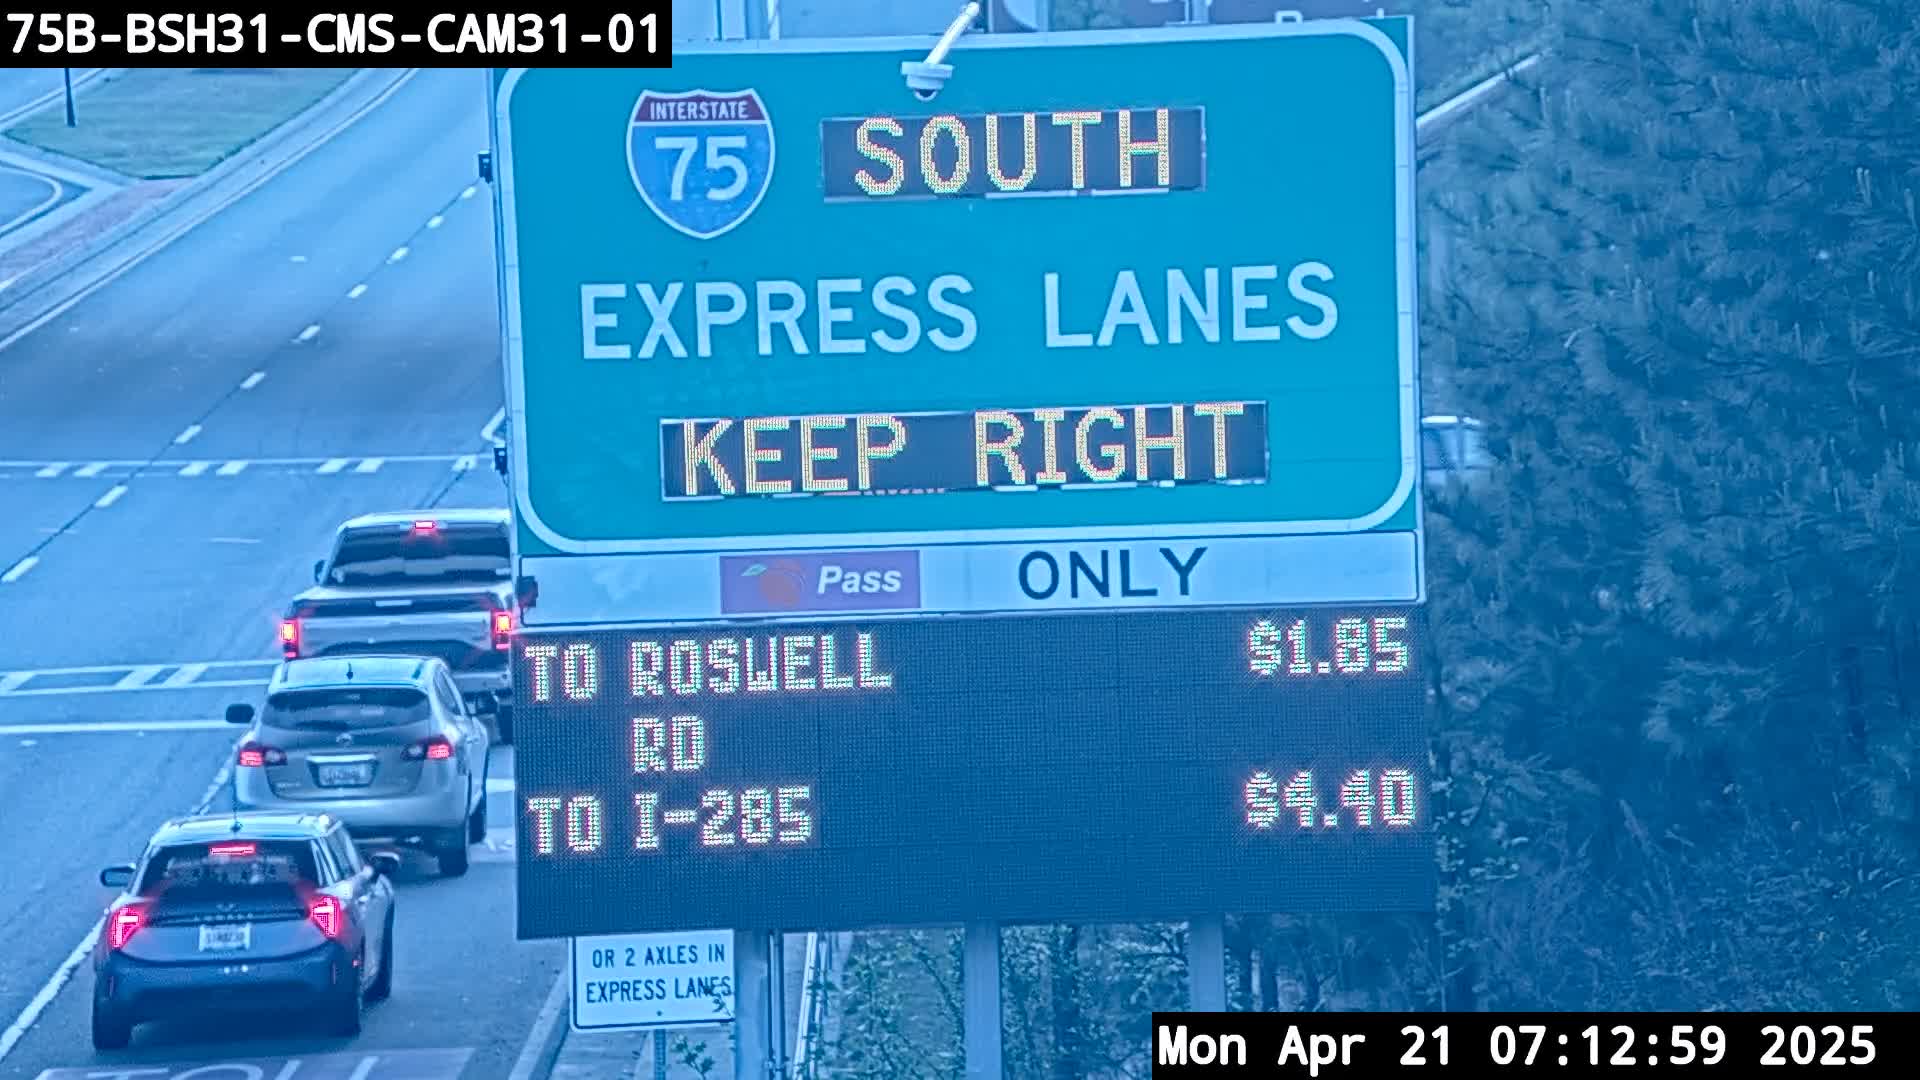 75B-BSH31-CMS-CAM31-01
INTERSTATE
75
SOUTH
EXPRESS LANES
KEEP RIGHT
Pass
ONLY
TO ROSWELL $1.85
RD
TO I-285 $4.40
OR 2 AXLES IN
EXPRESS LANES
TOLL
Mon Apr 21 07:12:59 2025